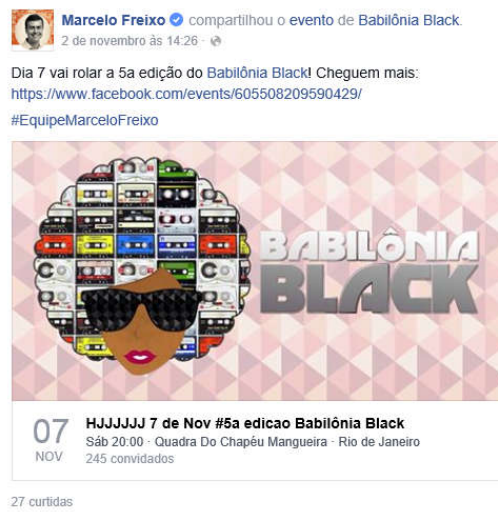 Marcelo Freixo compartilhou o evento de Babilônia Black.
2 de novembro às 14:26 ·
Dia 7 vai rolar a 5a edição do Babilônia Black! Cheguem mais:
https://www.facebook.com/events/605508209590429/
#EquipeMarceloFreixo
BABILÔNIA
BLACK
07
NOV
HJJJJJJ 7 de Nov #5a edicao Babilônia Black
Sáb 20:00 · Quadra Do Chapéu Mangueira · Rio de Janeiro
245 convidados
27 curtidas